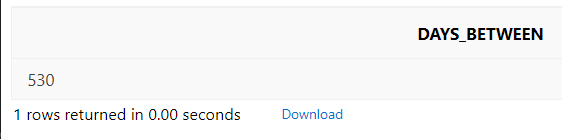 DAYS_BETWEEN
530
1 rows returned in 0.00 seconds Download